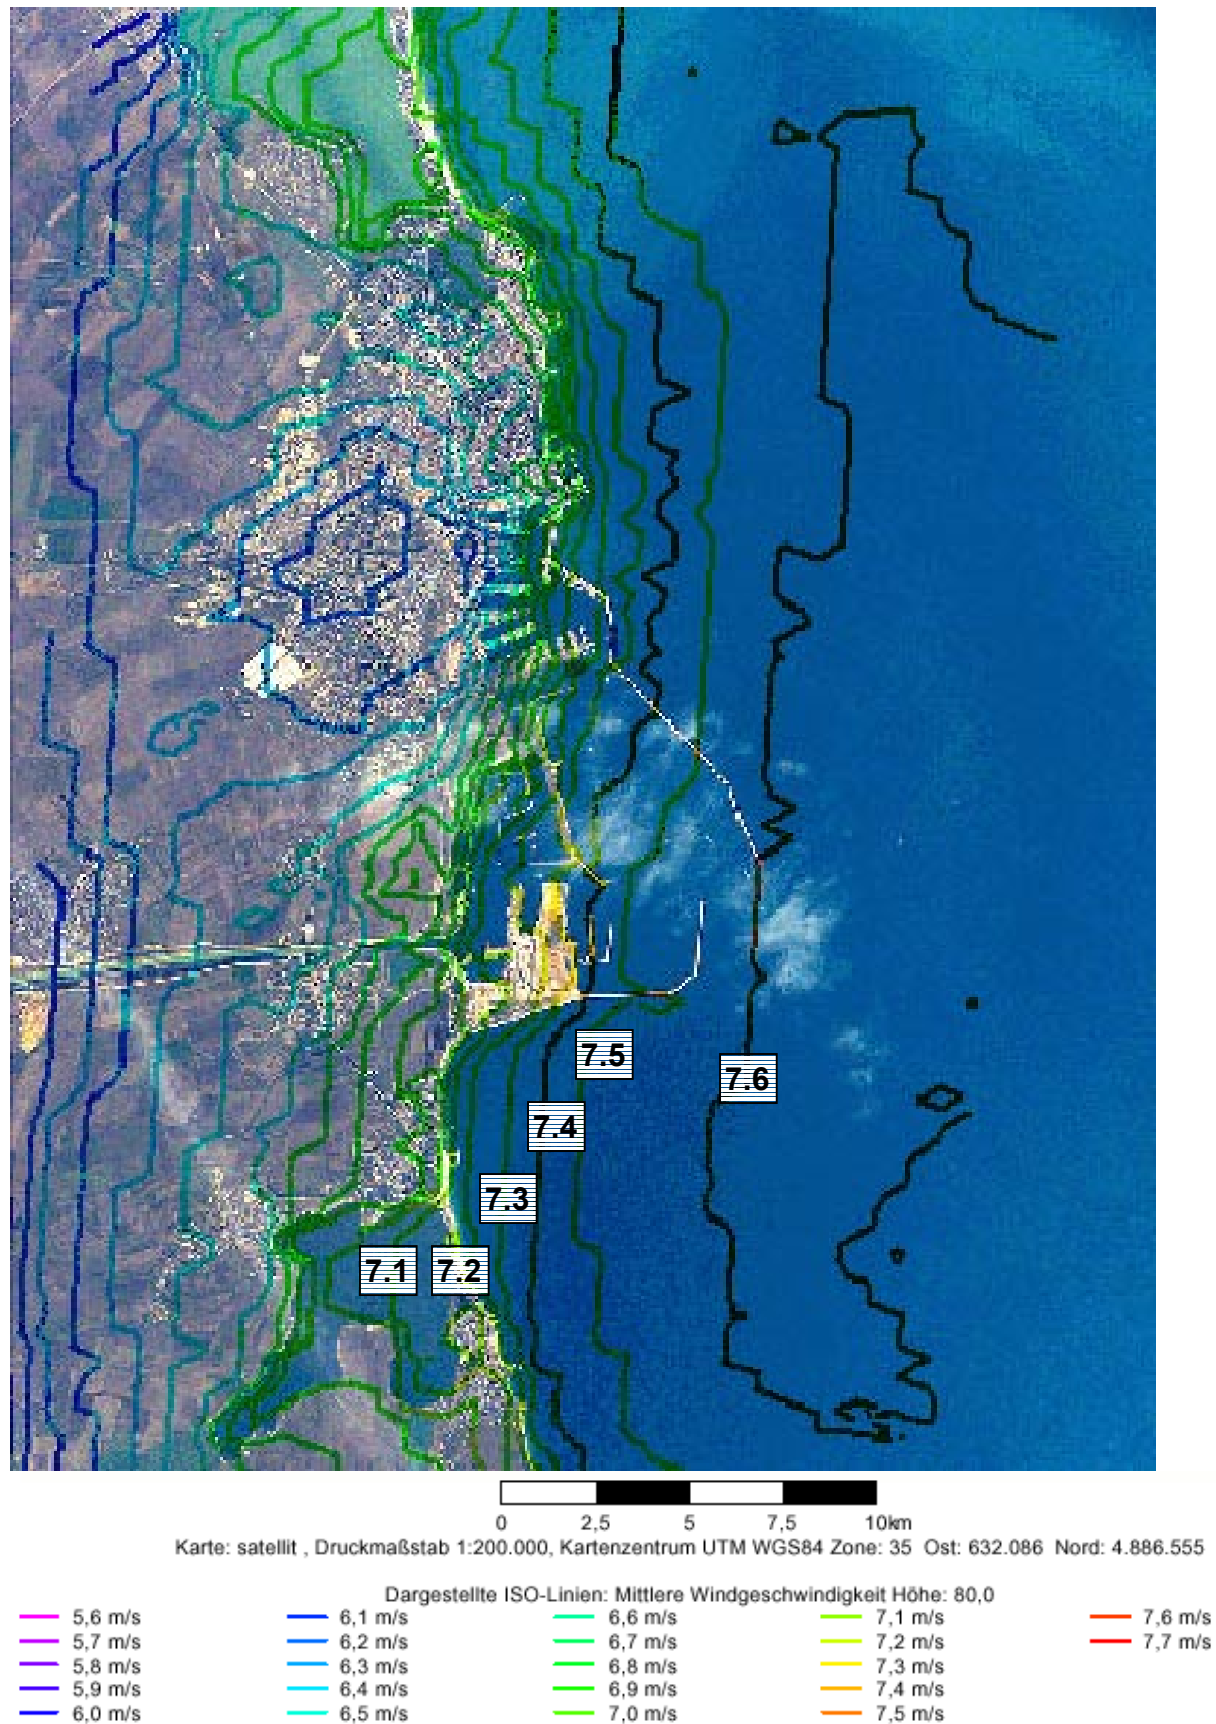 7.5
7.6
7.4
7.3
7.1 7.2
0 2,5 5 7,5 10km
Karte: satellit , Druckmaßstab 1:200.000, Kartenzentrum UTM WGS84 Zone: 35 Ost: 632.086 Nord: 4.886.555
Dargestellte ISO-Linien: Mittlere Windgeschwindigkeit Höhe: 80,0
5,6 m/s 6,1 m/s 6,6 m/s 7,1 m/s 7,6 m/s
5,7 m/s 6,2 m/s 6,7 m/s 7,2 m/s 7,7 m/s
5,8 m/s 6,3 m/s 6,8 m/s 7,3 m/s
5,9 m/s 6,4 m/s 6,9 m/s 7,4 m/s
6,0 m/s 6,5 m/s 7,0 m/s 7,5 m/s